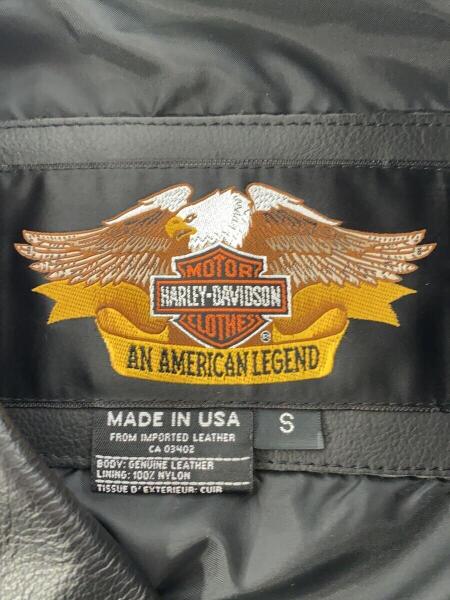 MOTOR
HARLEY-DAVIDSON
CLOTHES
®
AN AMERICAN LEGEND
MADE IN USA
FROM IMPORTED LEATHER
CA 03402
BODY: GENUINE LEATHER
LINING: 100% NYLON
TISSUE D'EXTERIEUR: CUIR
S